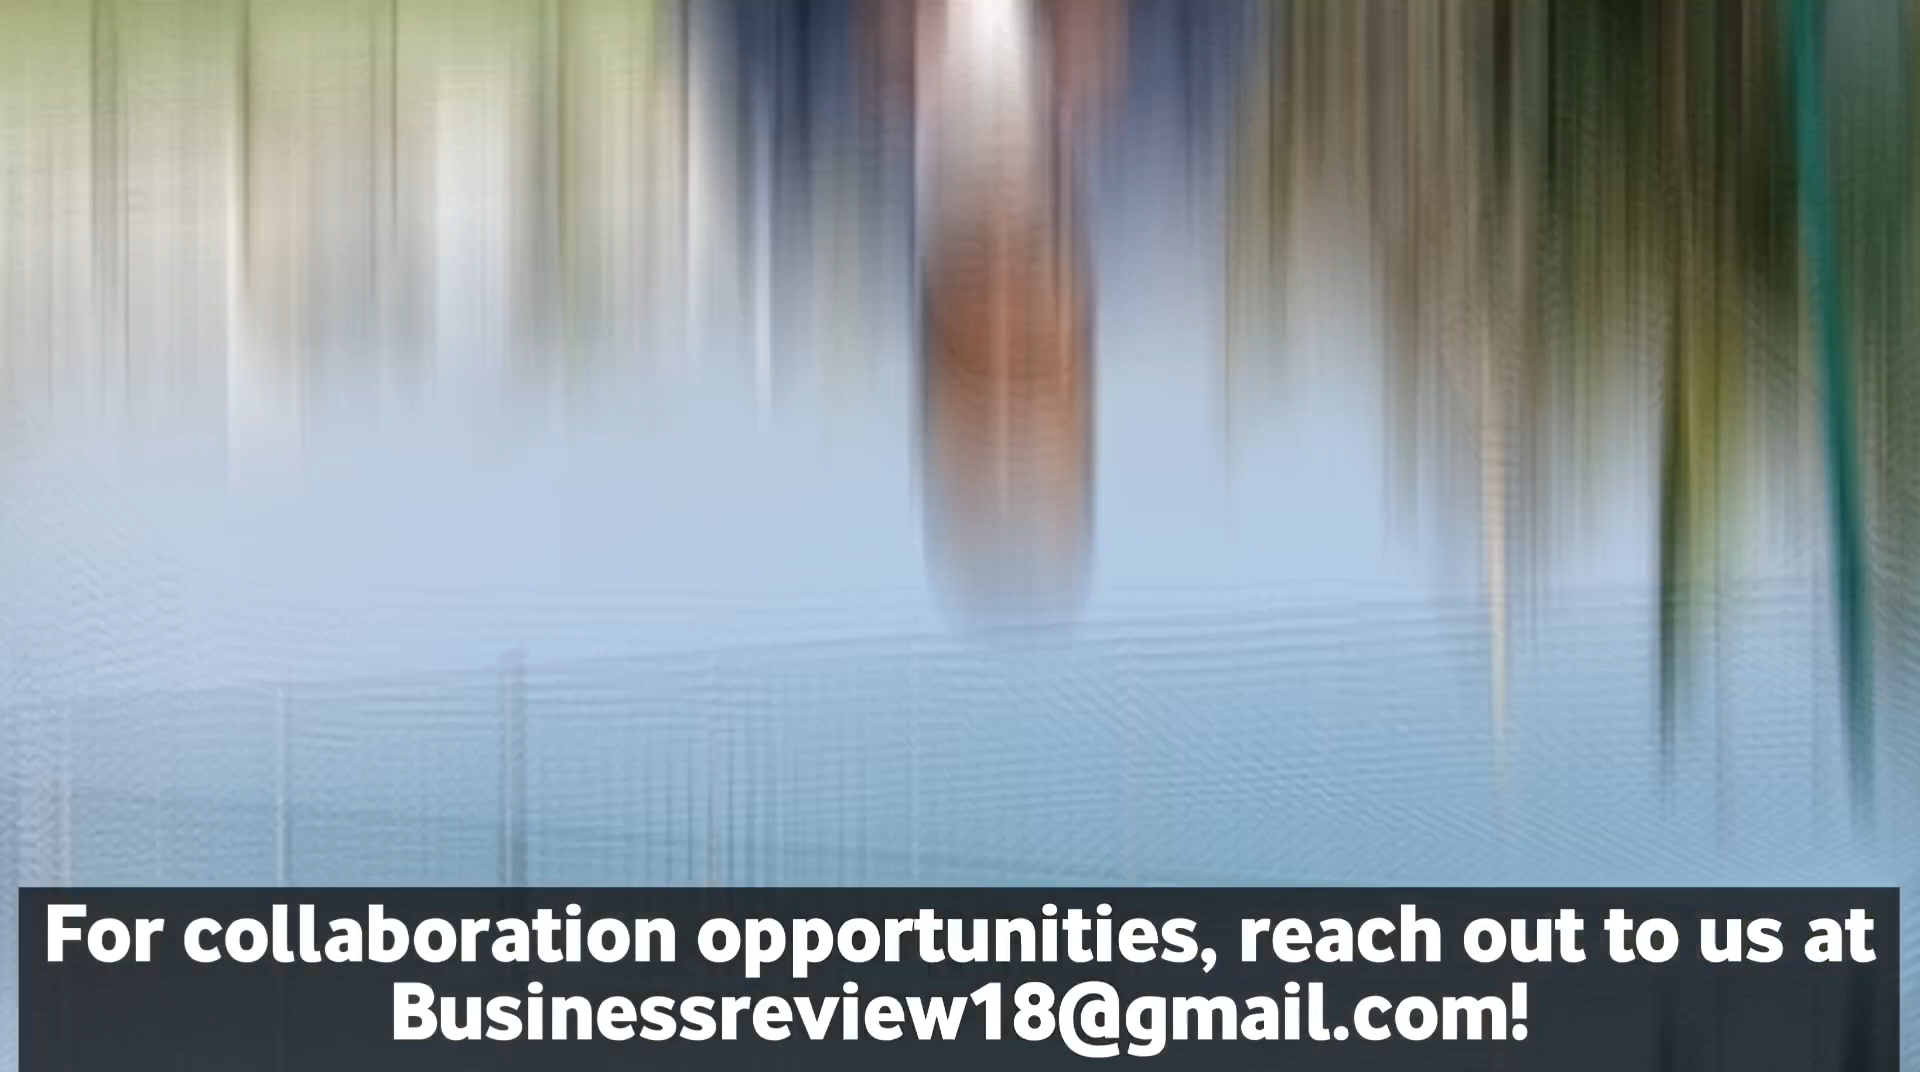 For collaboration opportunities, reach out to us at
Businessreview18@gmail.com!